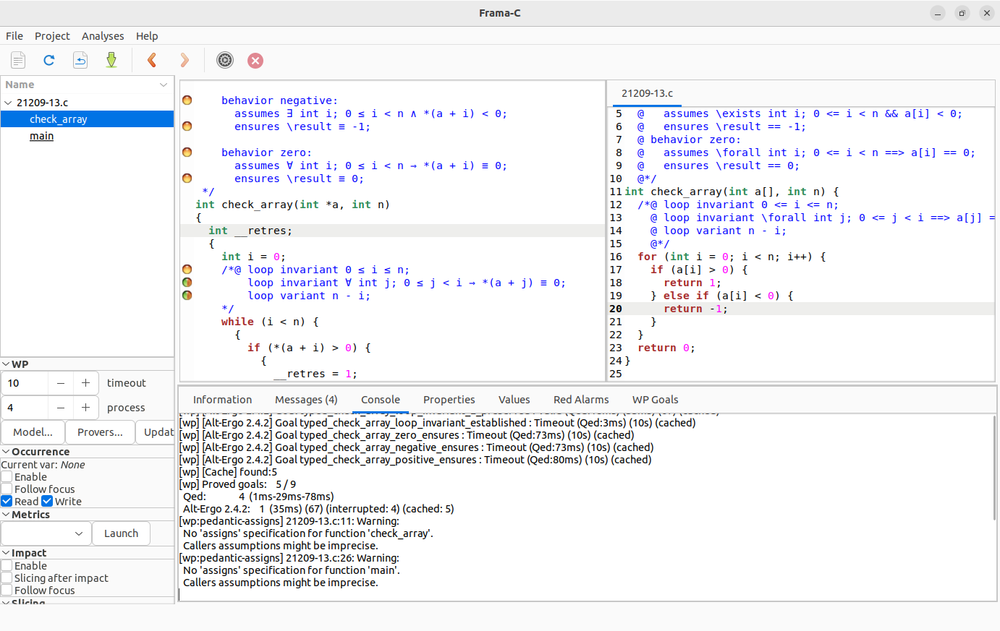 Frama-C
File Project Analyses Help
Name
21209-13.c
check_array
main
WP
10 timeout
4 process
Model... Provers... Updat
Occurrence
Current var: None
Enable
Follow focus
Read Write
Metrics
Launch
Impact
Enable
Slicing after impact
Follow focus
Slicing
behavior negative:
assumes ∃ int i; 0 ≤ i < n ∧ *(a + i) < 0;
ensures \result ≡ -1;
behavior zero:
assumes ∀ int i; 0 ≤ i < n → *(a + i) ≡ 0;
ensures \result ≡ 0;
*/
int check_array(int *a, int n)
{
int __retres;
{
int i = 0;
/*@ loop invariant 0 ≤ i ≤ n;
loop invariant ∀ int j; 0 ≤ j < i → *(a + j) ≡ 0;
loop variant n - i;
*/
while (i < n) {
{
if (*(a + i) > 0) {
{
__retres = 1;
21209-13.c
5 @ assumes \exists int i; 0 <= i < n && a[i] < 0;
6 @ ensures \result == -1;
7 @ behavior zero:
8 @ assumes \forall int i; 0 <= i < n ==> a[i] == 0;
9 @ ensures \result == 0;
10 @*/
11 int check_array(int a[], int n) {
12 /*@ loop invariant 0 <= i <= n;
13 @ loop invariant \forall int j; 0 <= j < i ==> a[j] =
14 @ loop variant n - i;
15 @*/
16 for (int i = 0; i < n; i++) {
17 if (a[i] > 0) {
18 return 1;
19 } else if (a[i] < 0) {
20 return -1;
21 }
22 }
23 return 0;
24 }
25
Information Messages (4) Console Properties Values Red Alarms WP Goals
[wp] [Alt-Ergo 2.4.2] Goal typed_check_array_loop_invariant_established : Timeout (Qed:3ms) (10s) (cached)
[wp] [Alt-Ergo 2.4.2] Goal typed_check_array_zero_ensures : Timeout (Qed:73ms) (10s) (cached)
[wp] [Alt-Ergo 2.4.2] Goal typed_check_array_negative_ensures : Timeout (Qed:73ms) (10s) (cached)
[wp] [Alt-Ergo 2.4.2] Goal typed_check_array_positive_ensures : Timeout (Qed:80ms) (10s) (cached)
[wp] [Cache] found:5
[wp] Proved goals: 5 / 9
Qed: 4 (1ms-29ms-78ms)
Alt-Ergo 2.4.2: 1 (35ms) (67) (interrupted: 4) (cached: 5)
[wp:pedantic-assigns] 21209-13.c:11: Warning:
No 'assigns' specification for function 'check_array'.
Callers assumptions might be imprecise.
[wp:pedantic-assigns] 21209-13.c:26: Warning:
No 'assigns' specification for function 'main'.
Callers assumptions might be imprecise.